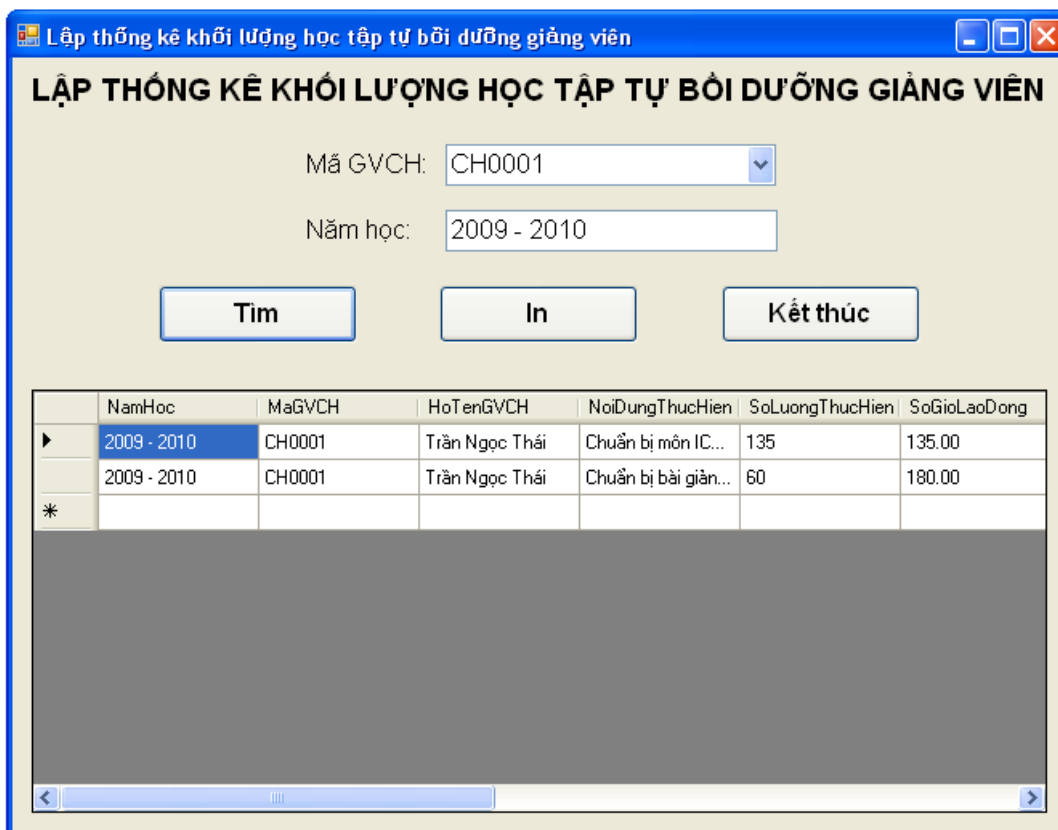 Lập thống kê khối lượng học tập tự bồi dưỡng giảng viên
LẬP THỐNG KÊ KHỐI LƯỢNG HỌC TẬP TỰ BỒI DƯỠNG GIẢNG VIÊN
Mã GVCH: CH0001
Năm học: 2009 - 2010
Tìm In Kết thúc
NamHoc MaGVCH HoTenGVCH NoiDungThucHien SoLuongThucHien SoGioLaoDong
2009 - 2010 CH0001 Trần Ngọc Thái Chuẩn bị môn IC... 135 135.00
2009 - 2010 CH0001 Trần Ngọc Thái Chuẩn bị bài giản... 60 180.00